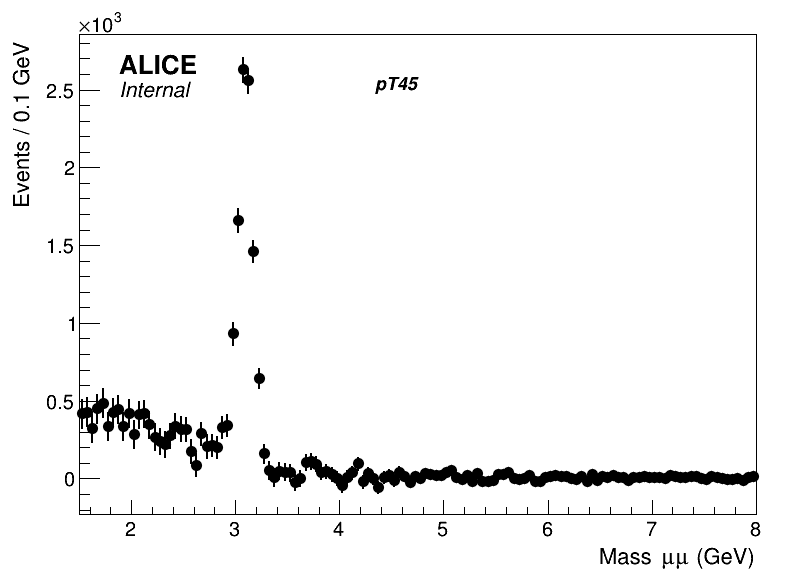 ×10³
ALICE
Internal
pT45
Events / 0.1 GeV
2.5
2
1.5
1
0.5
0
2 3 4 5 6 7 8
Mass μμ (GeV)